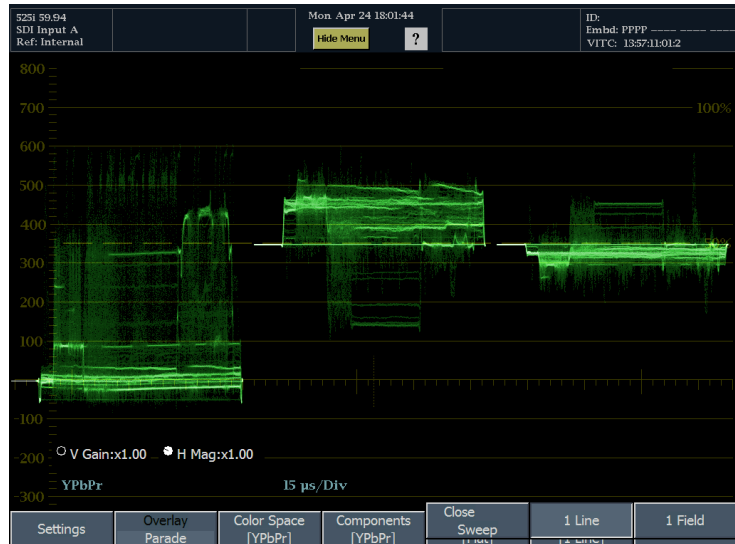 525i 59.94
SDI Input A
Ref: Internal
Mon Apr 24 18:01:44
Hide Menu
?
ID:
Embd: PPPP ---- ---- ----
VITC: 13:57:11:01:2
800
700
100%
600
500
400
300
200
100
0
-100
-200
-300
V Gain:x1.00
H Mag:x1.00
YPbPr
15 µs/Div
Settings
Overlay
Parade
Color Space
[YPbPr]
Components
[YPbPr]
Close
Sweep
1 Line
[1 Line]
1 Field